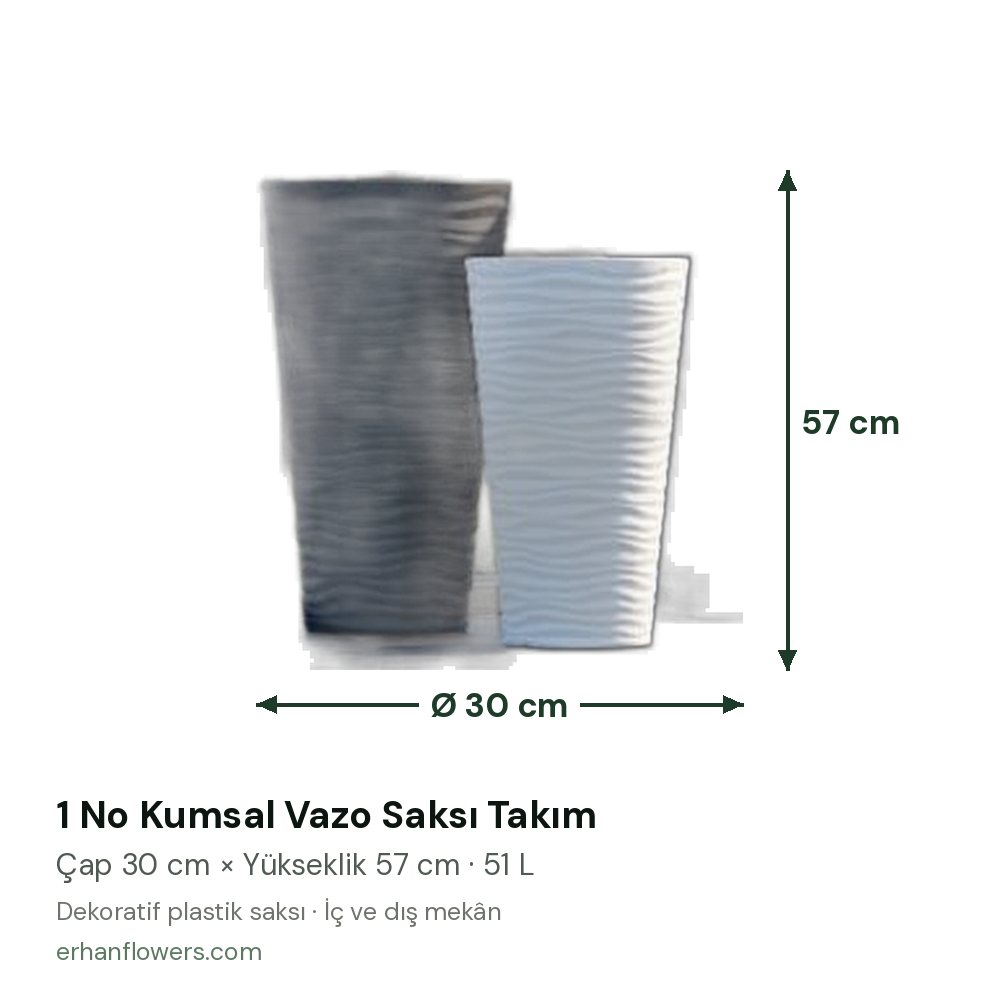 57 cm
Ø 30 cm
1 No Kumsal Vazo Saksı Takım
Çap 30 cm × Yükseklik 57 cm · 51 L
Dekoratif plastik saksı · İç ve dış mekân
erhanflowers.com